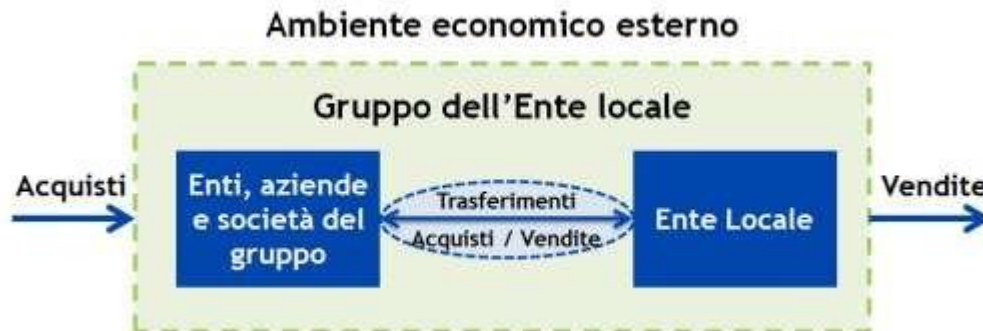 Ambiente economico esterno
Gruppo dell'Ente locale
Acquisti
Enti, aziende
e società del
gruppo
Trasferimenti
Acquisti / Vendite
Ente Locale
Vendite